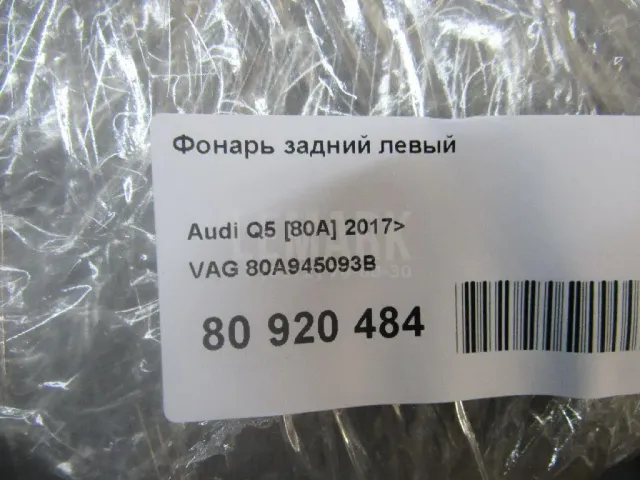 Фонарь задний левый
Audi Q5 [80A] 2017>
VAG 80A945093B
80 920 484